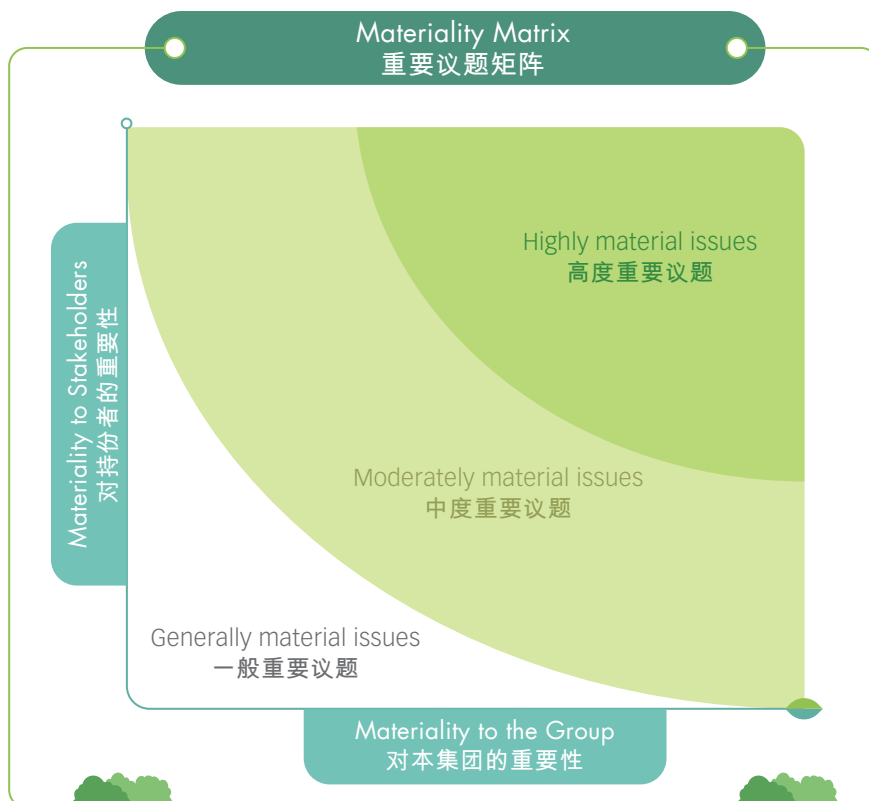 Materiality Matrix
重要议题矩阵
Materiality to Stakeholders
对持份者的重要性
Highly material issues
高度重要议题
Moderately material issues
中度重要议题
Generally material issues
一般重要议题
Materiality to the Group
对本集团的重要性